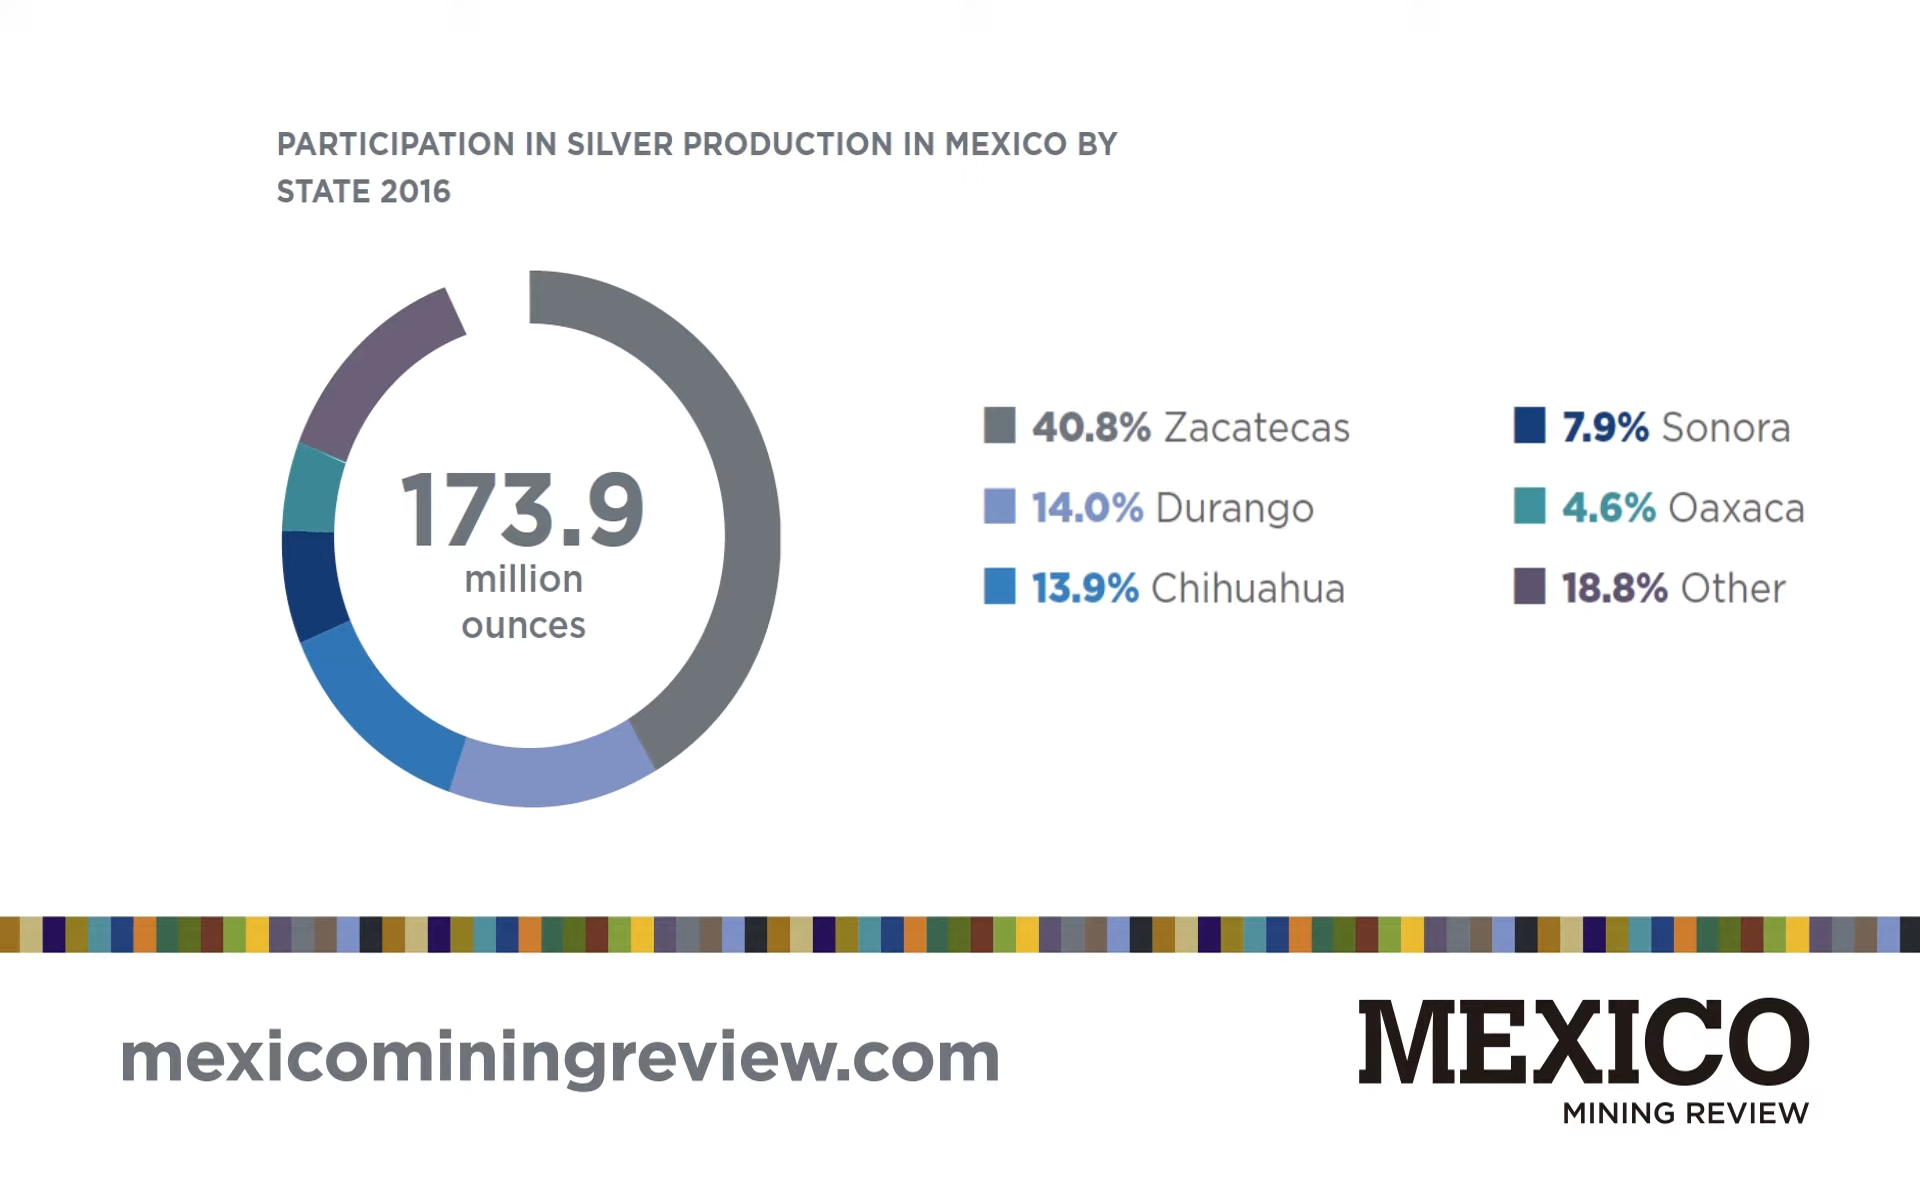 PARTICIPATION IN SILVER PRODUCTION IN MEXICO BY
STATE 2016
173.9
million
ounces
40.8% Zacatecas
14.0% Durango
13.9% Chihuahua
7.9% Sonora
4.6% Oaxaca
18.8% Other
mexicominingreview.com
MEXICO
MINING REVIEW